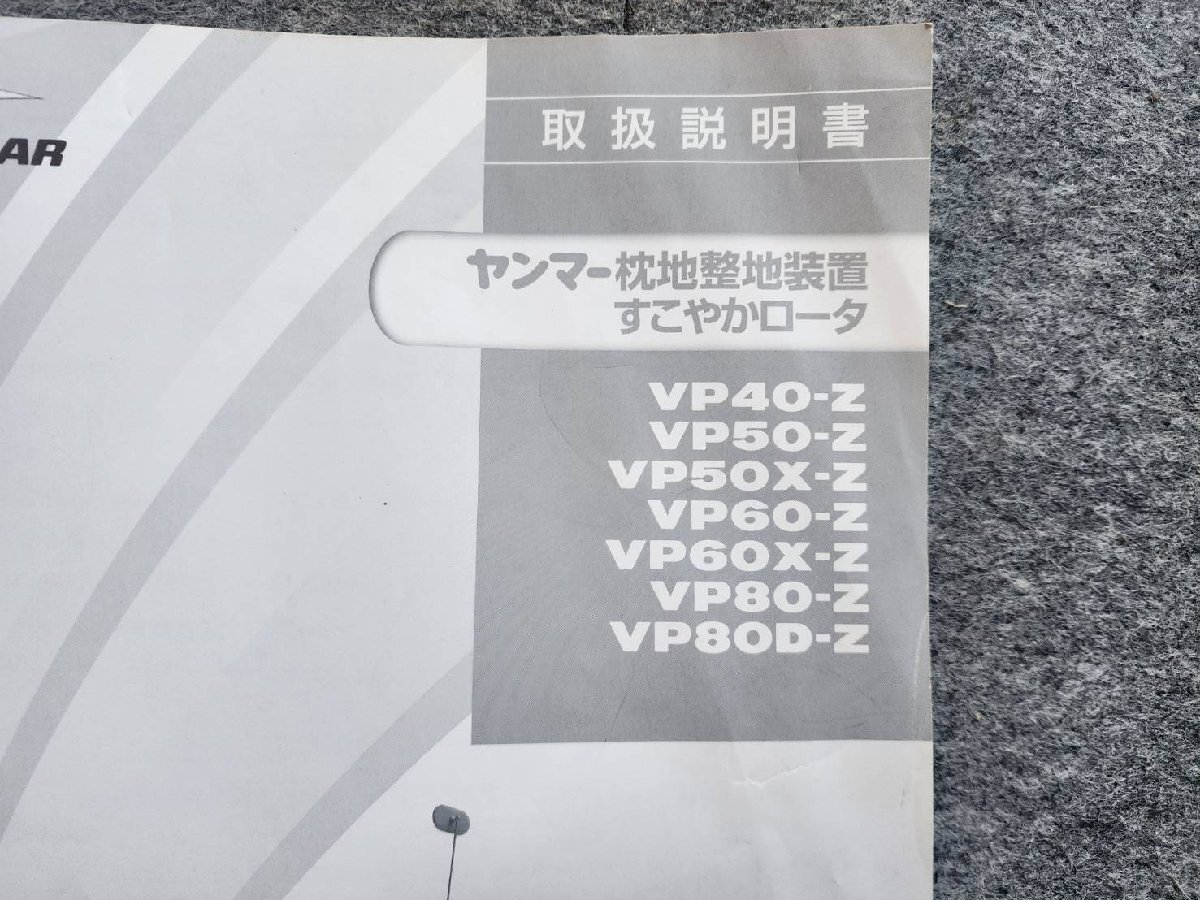 AR
取扱説明書
ヤンマー枕地整地装置
すこやかロータ
VP40-Z
VP50-Z
VP50X-Z
VP60-Z
VP60X-Z
VP80-Z
VP80D-Z